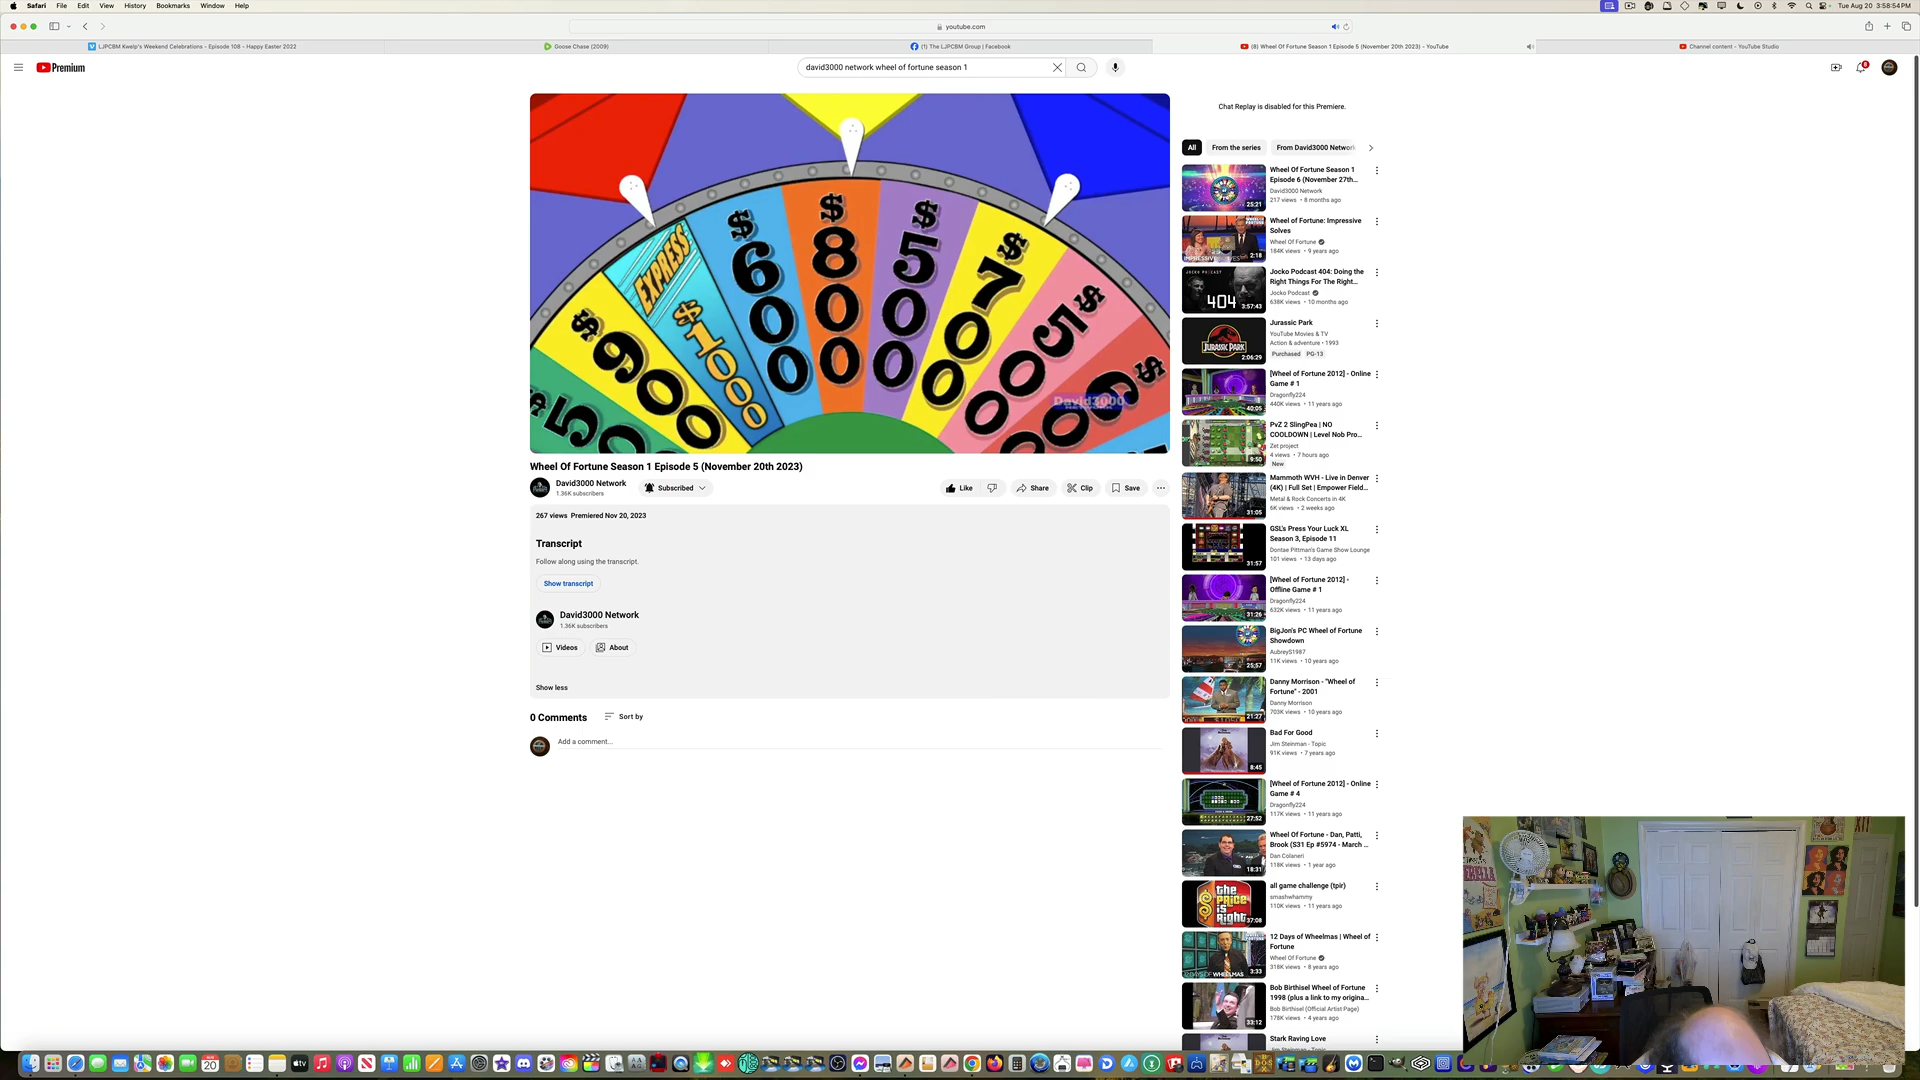 Safari File Edit View History Bookmarks Window Help
Tue Aug 20 3:58:54 PM
youtube.com
LJPCBM Kwelp's Weekend Celebrations - Episode 108 - Happy Easter 2022
Goose Chase (2009)
(1) The LJPCBM Group | Facebook
(8) Wheel Of Fortune Season 1 Episode 5 (November 20th 2023) - YouTube
Channel content - YouTube Studio
Premium
david3000 network wheel of fortune season 1
8
$500
$900
EXPRESS $1000
$600
$800
$500
$700
$500
$600
David3000
NETWORK
Wheel Of Fortune Season 1 Episode 5 (November 20th 2023)
David3000 Network
1.36K subscribers
Subscribed
Like
Share
Clip
Save
267 views Premiered Nov 20, 2023
Transcript
Follow along using the transcript.
Show transcript
David3000 Network
1.36K subscribers
Videos
About
Show less
0 Comments
Sort by
Add a comment...
Chat Replay is disabled for this Premiere.
All
From the series
From David3000 Network
25:21
Wheel Of Fortune Season 1
Episode 6 (November 27th...
David3000 Network
217 views • 8 months ago
2:18
Wheel of Fortune: Impressive
Solves
Wheel Of Fortune
184K views • 9 years ago
404
3:57:43
Jocko Podcast 404: Doing the
Right Things For The Right...
Jocko Podcast
638K views • 10 months ago
JURASSIC PARK
2:06:29
Jurassic Park
YouTube Movies & TV
Action & adventure • 1993
Purchased PG-13
40:05
[Wheel of Fortune 2012] - Online
Game # 1
Dragonfly224
440K views • 11 years ago
9:50
PvZ 2 SlingPea | NO
COOLDOWN | Level Nob Pro...
Zet project
4 views • 7 hours ago
New
31:05
Mammoth WVH - Live in Denver
(4K) | Full Set | Empower Field...
Metal & Rock Concerts in 4K
6K views • 2 weeks ago
31:57
GSL's Press Your Luck XL
Season 3, Episode 11
Dontae Pittman's Game Show Lounge
101 views • 13 days ago
31:26
[Wheel of Fortune 2012] -
Offline Game # 1
Dragonfly224
632K views • 11 years ago
25:57
BigJon's PC Wheel of Fortune
Showdown
AubreyS1987
11K views • 10 years ago
21:27
Danny Morrison - "Wheel of
Fortune" - 2001
Danny Morrison
703K views • 10 years ago
8:45
Bad For Good
Jim Steinman - Topic
91K views • 7 years ago
27:52
[Wheel of Fortune 2012] - Online
Game # 4
Dragonfly224
117K views • 11 years ago
18:31
Wheel Of Fortune - Dan, Patti,
Brook (S31 Ep #5974 - March ...
Dan Colaneri
118K views • 1 year ago
the PRICE is Right
37:08
all game challenge (tpir)
smashwhammy
110K views • 11 years ago
DAYS OF WHEELMAS
3:33
12 Days of Wheelmas | Wheel of
Fortune
Wheel Of Fortune
318K views • 8 years ago
33:12
Bob Birthisel Wheel of Fortune
1998 (plus a link to my origina...
Bob Birthisel (Official Artist Page)
178K views • 4 years ago
Stark Raving Love
20
tv